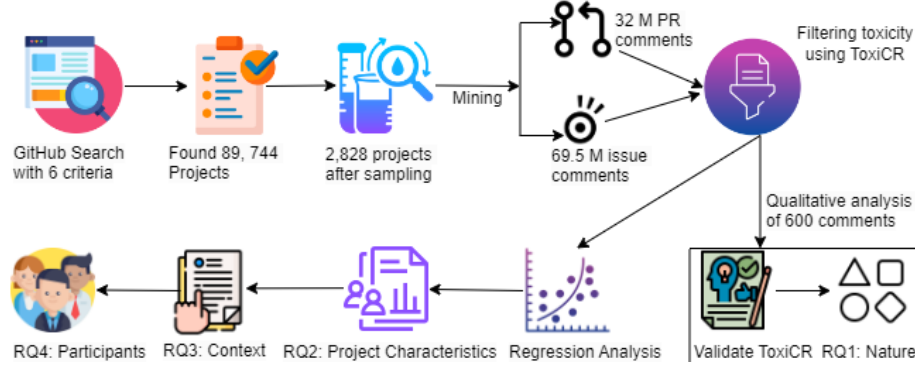 GitHub Search
with 6 criteria
Found 89, 744
Projects
2,828 projects
after sampling
Mining
32 M PR
comments
69.5 M issue
comments
Filtering toxicity
using ToxiCR
Qualitative analysis
of 600 comments
RQ4: Participants
RQ3: Context
RQ2: Project Characteristics
Regression Analysis
Validate ToxiCR
RQ1: Nature